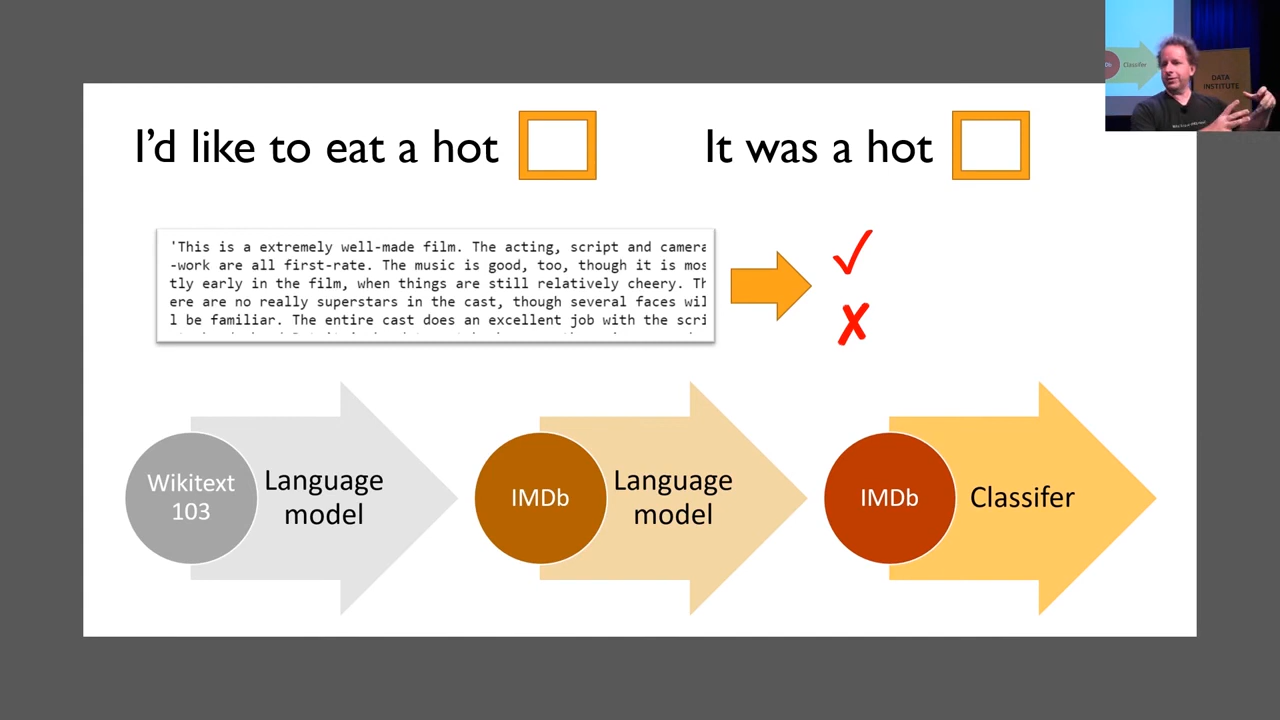 I'd like to eat a hot
It was a hot
'This is a extremely well-made film. The acting, script and camera
-work are all first-rate. The music is good, too, though it is mos
tly early in the film, when things are still relatively cheery. Th
ere are no really superstars in the cast, though several faces wil
l be familiar. The entire cast does an excellent job with the scri
Wikitext
103
Language
model
IMDb
Language
model
IMDb
Classifer
Db
Classifer
DATA
INSTITUTE